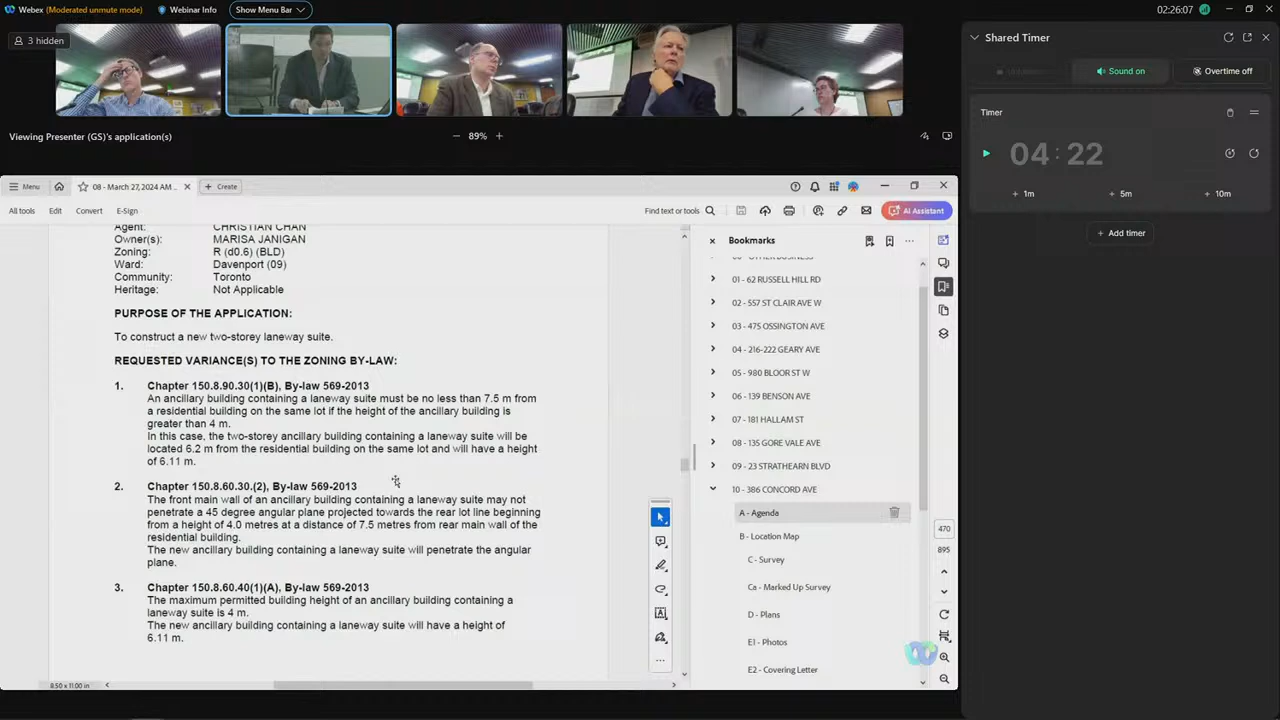 Webex (Moderated unmute mode)
Webinar Info
Show Menu Bar
02:26:07
3 hidden
Viewing Presenter (GS)'s application(s)
89%
Menu
08 - March 27, 2024 AM ...
Create
All tools
Edit
Convert
E-Sign
Find text or tools
AI Assistant
Agent: CHRISTIAN CHAN
Owner(s): MARISA JANIGAN
Zoning: R (d0.6) (BLD)
Ward: Davenport (09)
Community: Toronto
Heritage: Not Applicable
PURPOSE OF THE APPLICATION:
To construct a new two-storey laneway suite.
REQUESTED VARIANCE(S) TO THE ZONING BY-LAW:
1. Chapter 150.8.90.30(1)(B), By-law 569-2013
An ancillary building containing a laneway suite must be no less than 7.5 m from
a residential building on the same lot if the height of the ancillary building is
greater than 4 m.
In this case, the two-storey ancillary building containing a laneway suite will be
located 6.2 m from the residential building on the same lot and will have a height
of 6.11 m.
2. Chapter 150.8.60.30.(2), By-law 569-2013
The front main wall of an ancillary building containing a laneway suite may not
penetrate a 45 degree angular plane projected towards the rear lot line beginning
from a height of 4.0 metres at a distance of 7.5 metres from rear main wall of the
residential building.
The new ancillary building containing a laneway suite will penetrate the angular
plane.
3. Chapter 150.8.60.40(1)(A), By-law 569-2013
The maximum permitted building height of an ancillary building containing a
laneway suite is 4 m.
The new ancillary building containing a laneway suite will have a height of
6.11 m.
8.50 x 11.00 in
Bookmarks
00 - OTHER BUSINESS
01 - 62 RUSSELL HILL RD
02 - 557 ST CLAIR AVE W
03 - 475 OSSINGTON AVE
04 - 216-222 GEARY AVE
05 - 980 BLOOR ST W
06 - 139 BENSON AVE
07 - 181 HALLAM ST
08 - 135 GORE VALE AVE
09 - 23 STRATHEARN BLVD
10 - 386 CONCORD AVE
A - Agenda
B - Location Map
C - Survey
Ca - Marked Up Survey
D - Plans
E1 - Photos
E2 - Covering Letter
470
895
Shared Timer
Sound on
Overtime off
Timer
04 : 22
+ 1m
+ 5m
+ 10m
+ Add timer